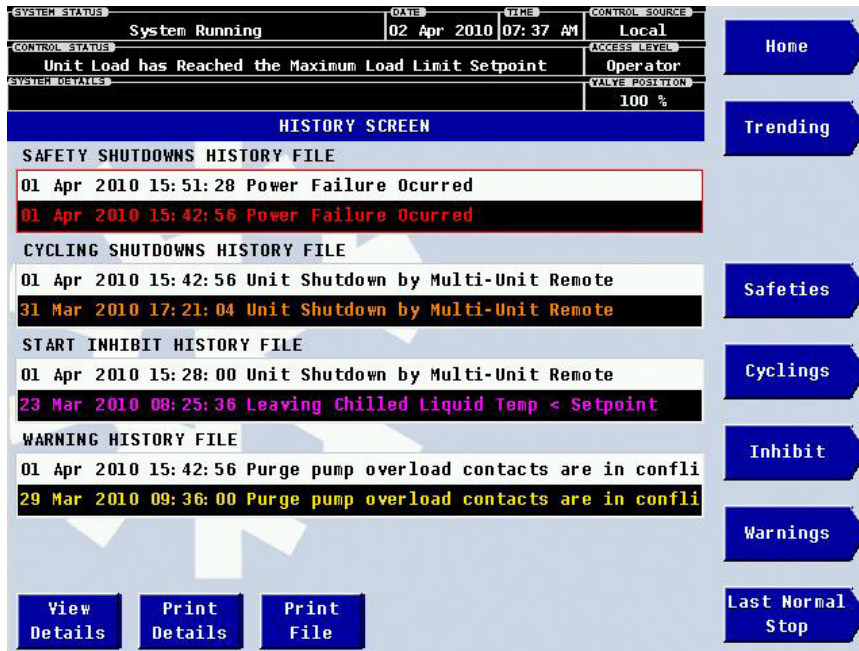 SYSTEM STATUS
System Running
DATE
02 Apr 2010
TIME
07:37 AM
CONTROL SOURCE
Local
CONTROL STATUS
Unit Load has Reached the Maximum Load Limit Setpoint
ACCESS LEVEL
Operator
SYSTEM DETAILS
VALVE POSITION
100 %
HISTORY SCREEN
SAFETY SHUTDOWNS HISTORY FILE
01 Apr 2010 15:51:28 Power Failure Ocurred
01 Apr 2010 15:42:56 Power Failure Ocurred
CYCLING SHUTDOWNS HISTORY FILE
01 Apr 2010 15:42:56 Unit Shutdown by Multi-Unit Remote
31 Mar 2010 17:21:04 Unit Shutdown by Multi-Unit Remote
START INHIBIT HISTORY FILE
01 Apr 2010 15:28:00 Unit Shutdown by Multi-Unit Remote
23 Mar 2010 08:25:36 Leaving Chilled Liquid Temp < Setpoint
WARNING HISTORY FILE
01 Apr 2010 15:42:56 Purge pump overload contacts are in confli
29 Mar 2010 09:36:00 Purge pump overload contacts are in confli
View
Details
Print
Details
Print
File
Home
Trending
Safeties
Cyclings
Inhibit
Warnings
Last Normal
Stop